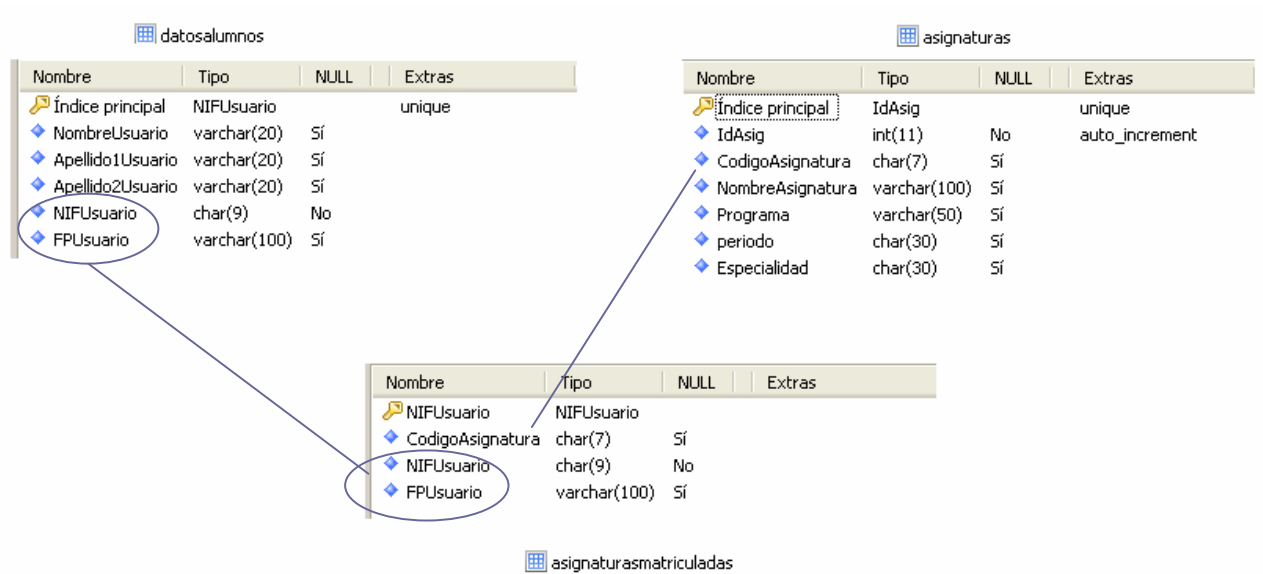 datosalumnos
Nombre Tipo NULL Extras
Índice principal NIFUsuario unique
NombreUsuario varchar(20) Sí
Apellido1Usuario varchar(20) Sí
Apellido2Usuario varchar(20) Sí
NIFUsuario char(9) No
FPUsuario varchar(100) Sí
asignaturas
Nombre Tipo NULL Extras
Índice principal IdAsig unique
IdAsig int(11) No auto_increment
CodigoAsignatura char(7) Sí
NombreAsignatura varchar(100) Sí
Programa varchar(50) Sí
periodo char(30) Sí
Especialidad char(30) Sí
Nombre Tipo NULL Extras
NIFUsuario NIFUsuario
CodigoAsignatura char(7) Sí
NIFUsuario char(9) No
FPUsuario varchar(100) Sí
asignaturasmatriculadas